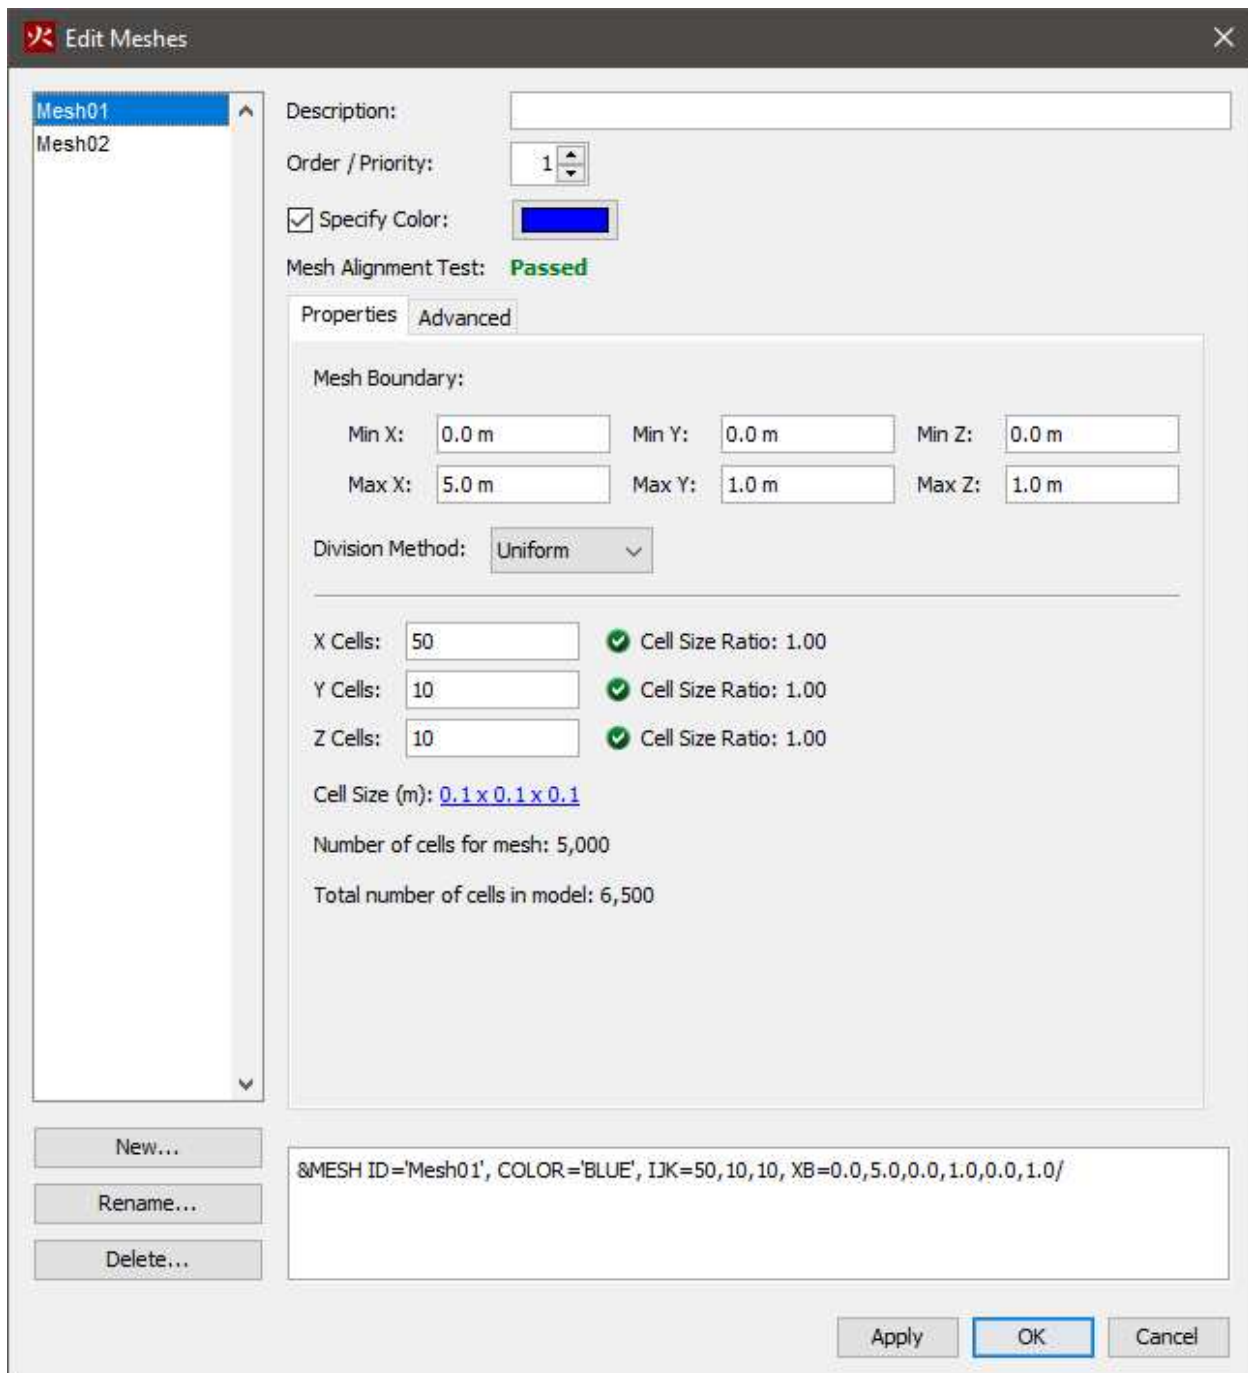 Edit Meshes
Mesh01
Mesh02
Description:
Order / Priority: 1
Specify Color:
Mesh Alignment Test: Passed
Properties Advanced
Mesh Boundary:
Min X: 0.0 m Min Y: 0.0 m Min Z: 0.0 m
Max X: 5.0 m Max Y: 1.0 m Max Z: 1.0 m
Division Method: Uniform
X Cells: 50 Cell Size Ratio: 1.00
Y Cells: 10 Cell Size Ratio: 1.00
Z Cells: 10 Cell Size Ratio: 1.00
Cell Size (m): 0.1 x 0.1 x 0.1
Number of cells for mesh: 5,000
Total number of cells in model: 6,500
New...
Rename...
Delete...
&MESH ID='Mesh01', COLOR='BLUE', IJK=50,10,10, XB=0.0,5.0,0.0,1.0,0.0,1.0/
Apply OK Cancel